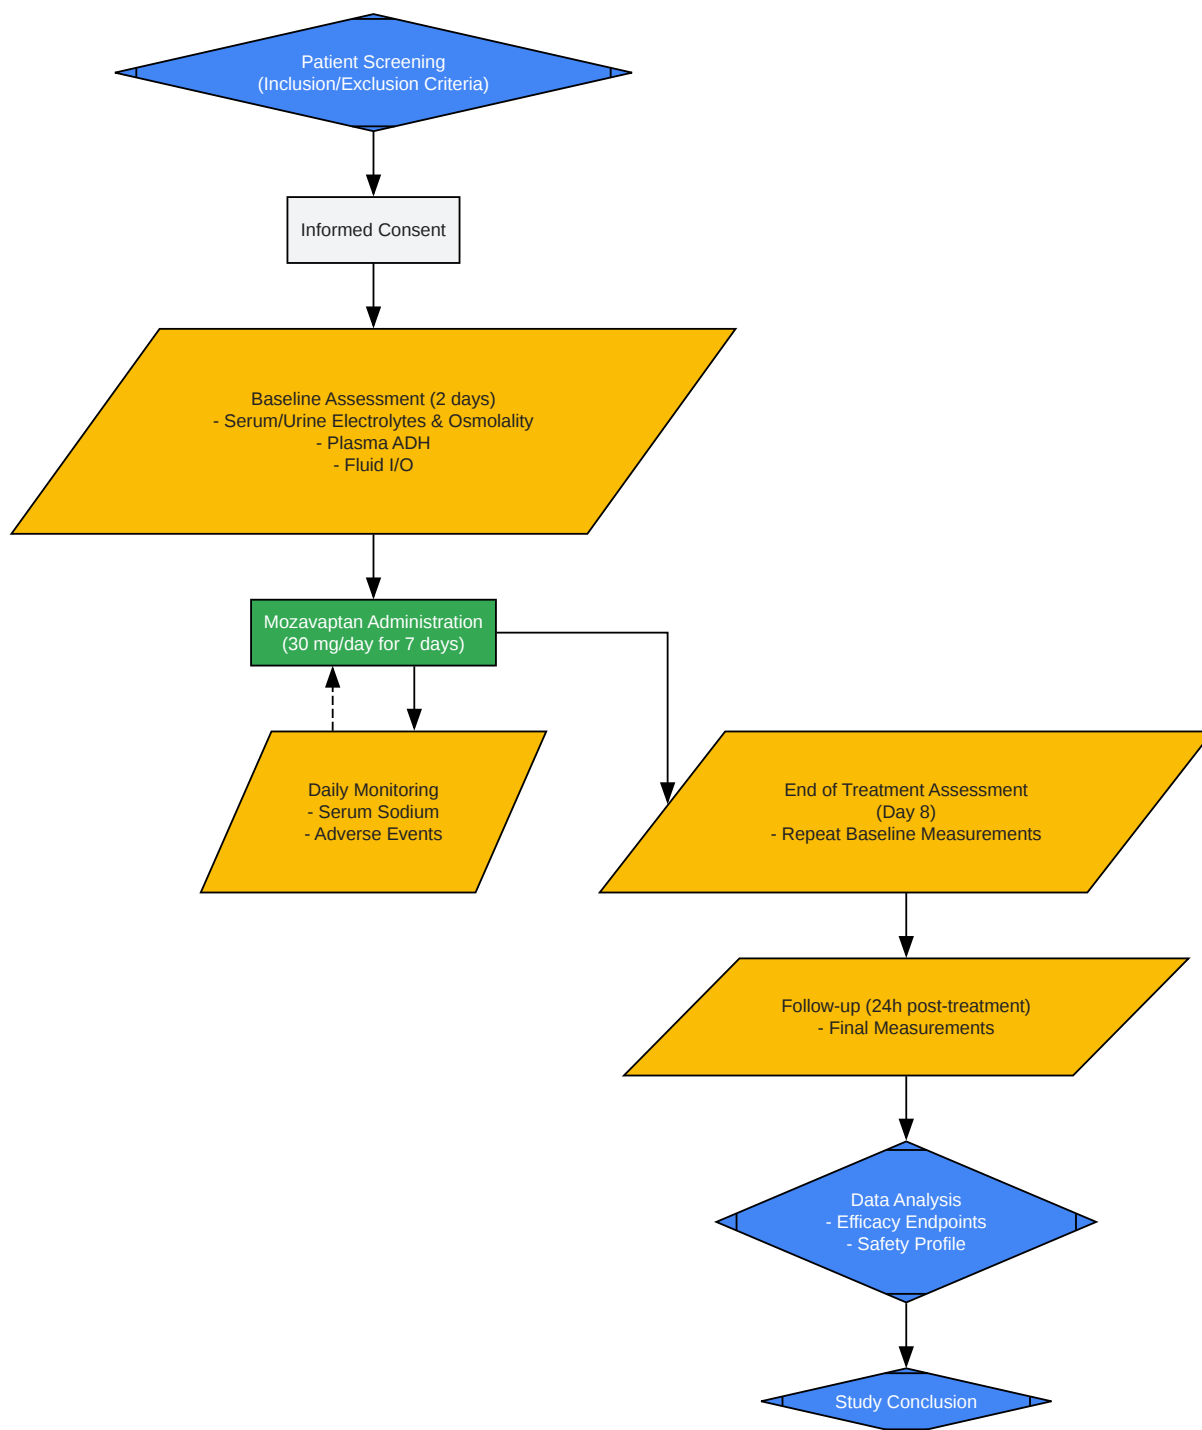 Patient Screening
(Inclusion/Exclusion Criteria)
Informed Consent
Baseline Assessment (2 days)
- Serum/Urine Electrolytes & Osmolality
- Plasma ADH
- Fluid I/O
Mozavaptan Administration
(30 mg/day for 7 days)
Daily Monitoring
- Serum Sodium
- Adverse Events
End of Treatment Assessment
(Day 8)
- Repeat Baseline Measurements
Follow-up (24h post-treatment)
- Final Measurements
Data Analysis
- Efficacy Endpoints
- Safety Profile
Study Conclusion